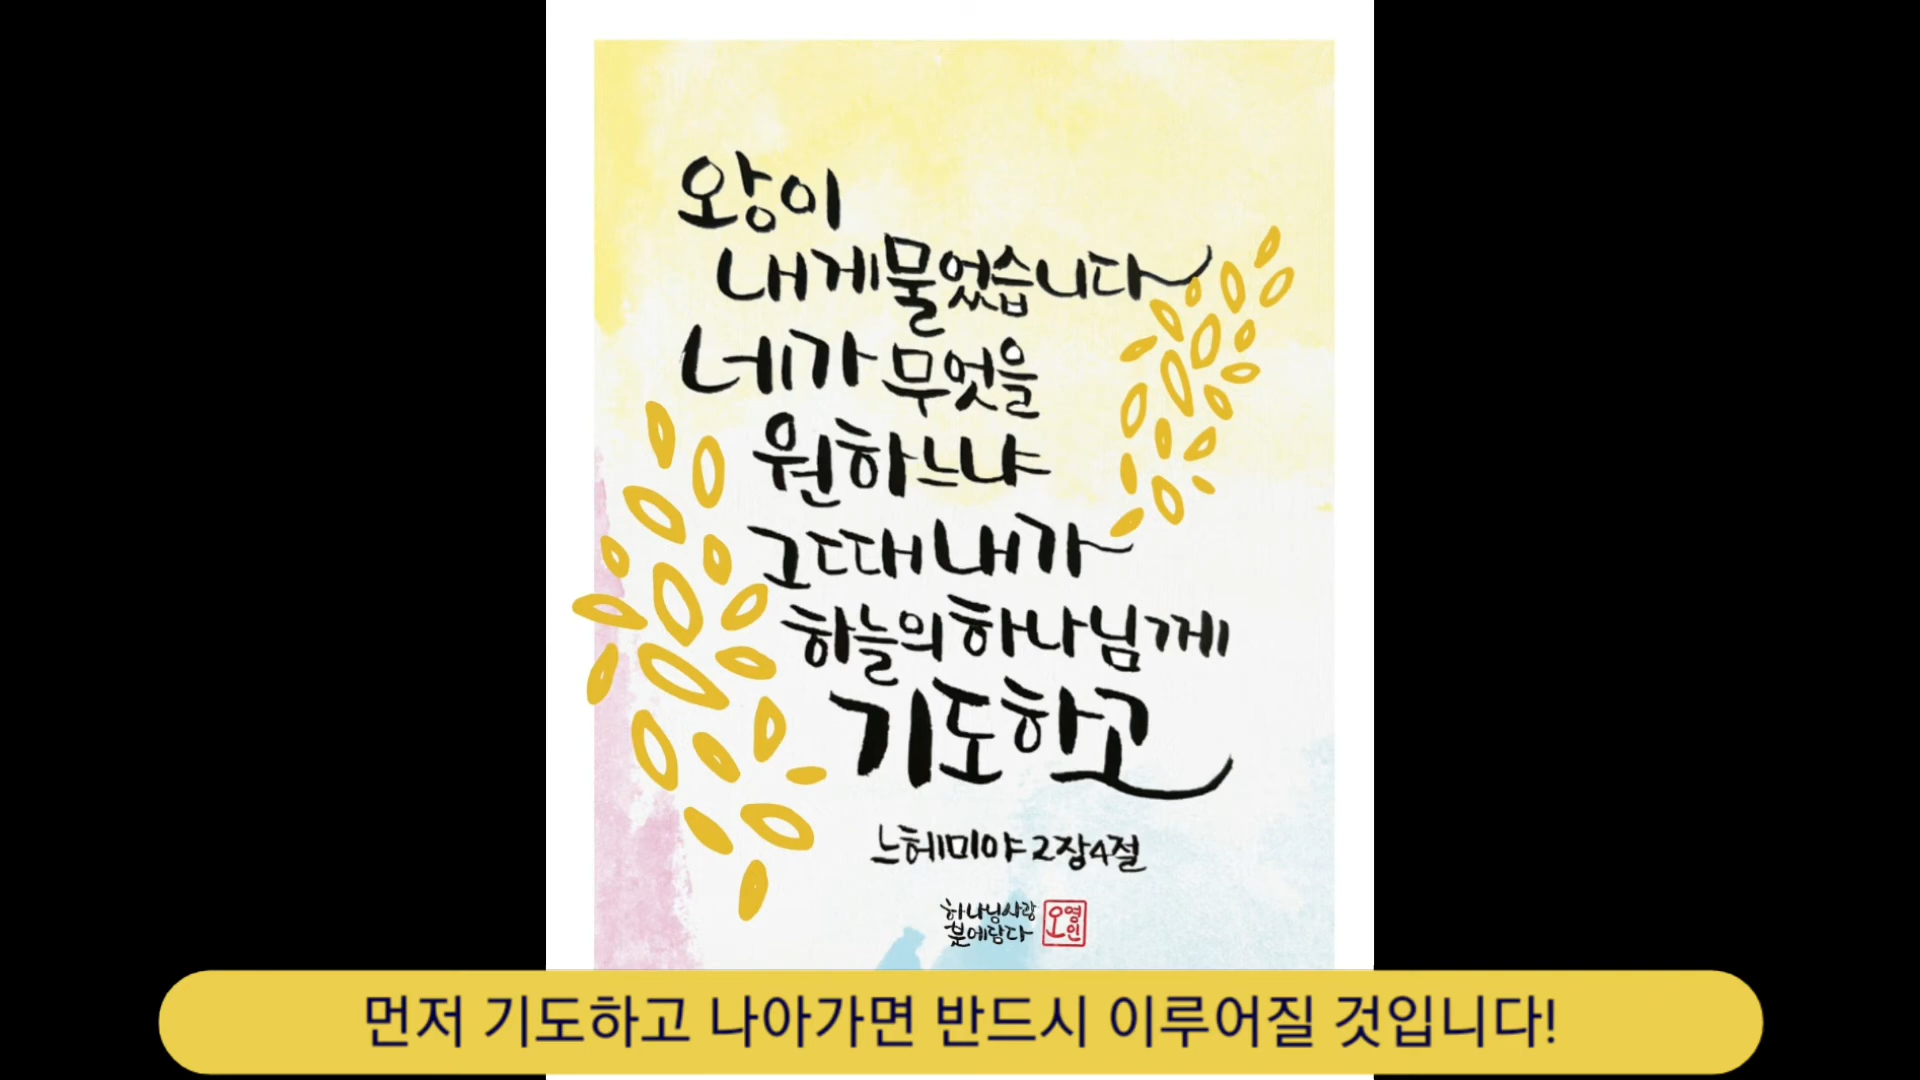 왕이
내게 물었습니다
네가 무엇을
원하느냐
그때 내가
하늘의 하나님께
기도하고
느헤미야 2장 4절
하나님사랑
붓에담다
오영인
먼저 기도하고 나아가면 반드시 이루어질 것입니다!